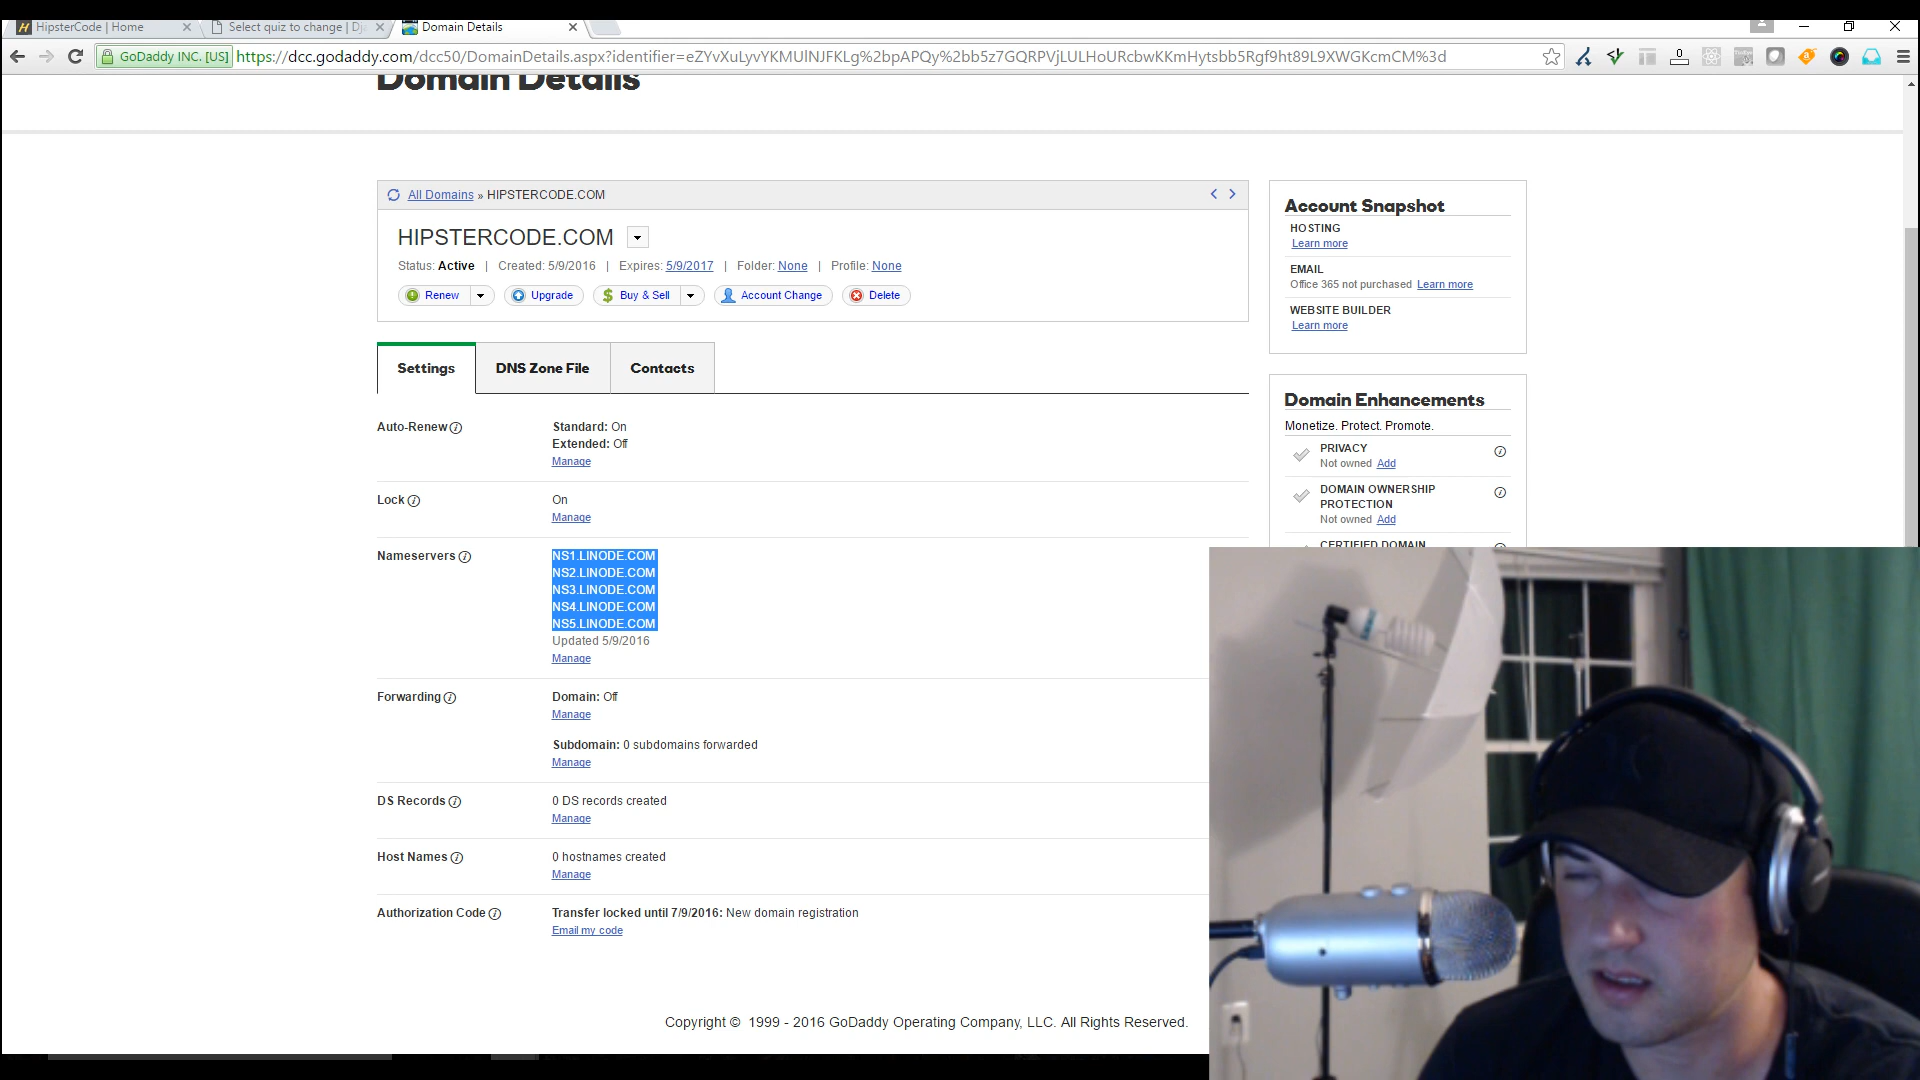 HipsterCode | Home
Select quiz to change | Dj
Domain Details
GoDaddy INC. [US]
https://dcc.godaddy.com/dcc50/DomainDetails.aspx?identifier=eZYvXuLyvYKMUlNJFKLg%2bpAPQy%2bb5z7GQRPVjLULHoURcbwKKmHytsbb5Rgf9ht89L9XWGKcmCM%3d
Domain Details
All Domains » HIPSTERCODE.COM
HIPSTERCODE.COM
Status: Active | Created: 5/9/2016 | Expires: 5/9/2017 | Folder: None | Profile: None
Renew
Upgrade
Buy & Sell
Account Change
Delete
Settings
DNS Zone File
Contacts
Auto-Renew
Standard: On
Extended: Off
Manage
Lock
On
Manage
Nameservers
NS1.LINODE.COM
NS2.LINODE.COM
NS3.LINODE.COM
NS4.LINODE.COM
NS5.LINODE.COM
Updated 5/9/2016
Manage
Forwarding
Domain: Off
Manage
Subdomain: 0 subdomains forwarded
Manage
DS Records
0 DS records created
Manage
Host Names
0 hostnames created
Manage
Authorization Code
Transfer locked until 7/9/2016: New domain registration
Email my code
Account Snapshot
HOSTING
Learn more
EMAIL
Office 365 not purchased Learn more
WEBSITE BUILDER
Learn more
Domain Enhancements
Monetize. Protect. Promote.
PRIVACY
Not owned Add
DOMAIN OWNERSHIP
PROTECTION
Not owned Add
CERTIFIED DOMAIN
Copyright © 1999 - 2016 GoDaddy Operating Company, LLC. All Rights Reserved.